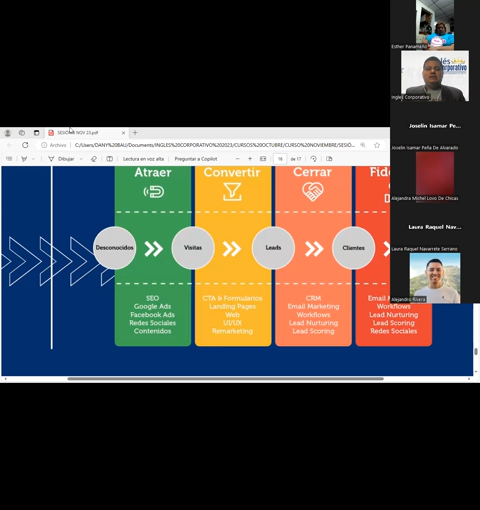 SESIÓN NOV 23.pdf
Archivo
C:/Users/DANY%20BAU/Documents/INGLES%20CORPORATIVO%202023/CURSOS%20OCTUBRE/CURSO%20NOVIEMBRE/SESIÓ...
Dibujar
Lectura en voz alta
Preguntar a Copilot
16
de 17
Atraer
Convertir
Cerrar
Desconocidos
Visitas
Leads
Clientes
SEO
Google Ads
Facebook Ads
Redes Sociales
Contenidos
CTA & Formularios
Landing Pages
Web
UI/UX
Remarketing
CRM
Email Marketing
Workflows
Lead Nurturing
Lead Scoring
Workflows
Lead Nurturing
Lead Scoring
Redes Sociales
Esther Panameño
Inglés Corporativo
Joselin Isamar Pe...
Joselin Isamar Peña De Alvarado
Alejandra Michel Lovo De Chicas
Laura Raquel Nav...
Laura Raquel Navarrete Serrano
Alejandro Rivera